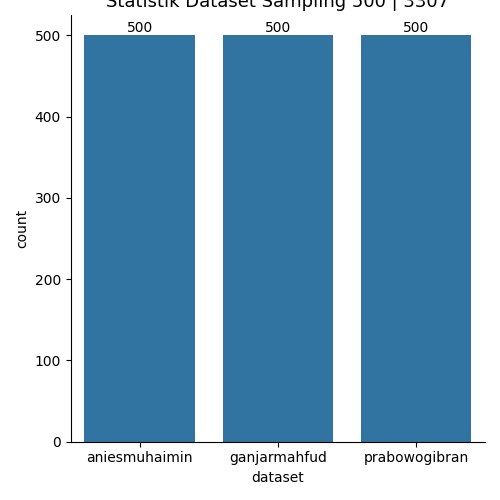 Statistik Dataset Sampling 500 | 3307
500 500 500
500
400
300
200
100
0
count
aniesmuhaimin ganjarmahfud prabowogibran
dataset